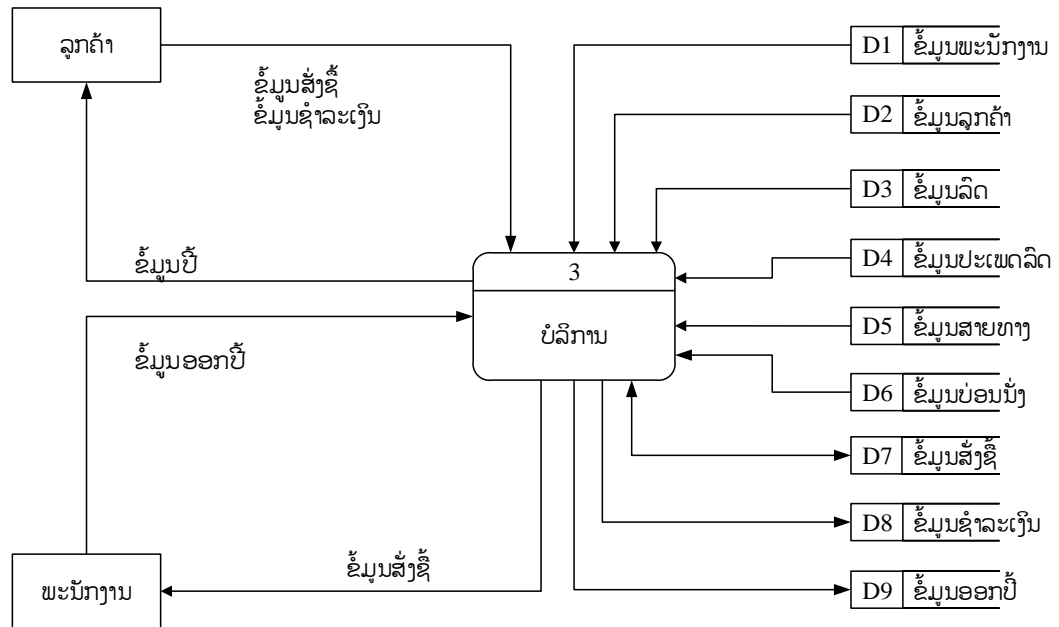 ລູກຄ້າ
ຂໍ້ມູນສັ່ງຊື້
ຂໍ້ມູນຊໍາລະເງິນ
ຂໍ້ມູນປີ້
ຂໍ້ມູນອອກປີ້
ພະນັກງານ
ຂໍ້ມູນສັ່ງຊື້
3
ບໍລິການ
D1 ຂໍ້ມູນພະນັກງານ
D2 ຂໍ້ມູນລູກຄ້າ
D3 ຂໍ້ມູນລົດ
D4 ຂໍ້ມູນປະເພດລົດ
D5 ຂໍ້ມູນສາຍທາງ
D6 ຂໍ້ມູນບ່ອນນັ່ງ
D7 ຂໍ້ມູນສັ່ງຊື້
D8 ຂໍ້ມູນຊໍາລະເງິນ
D9 ຂໍ້ມູນອອກປີ້